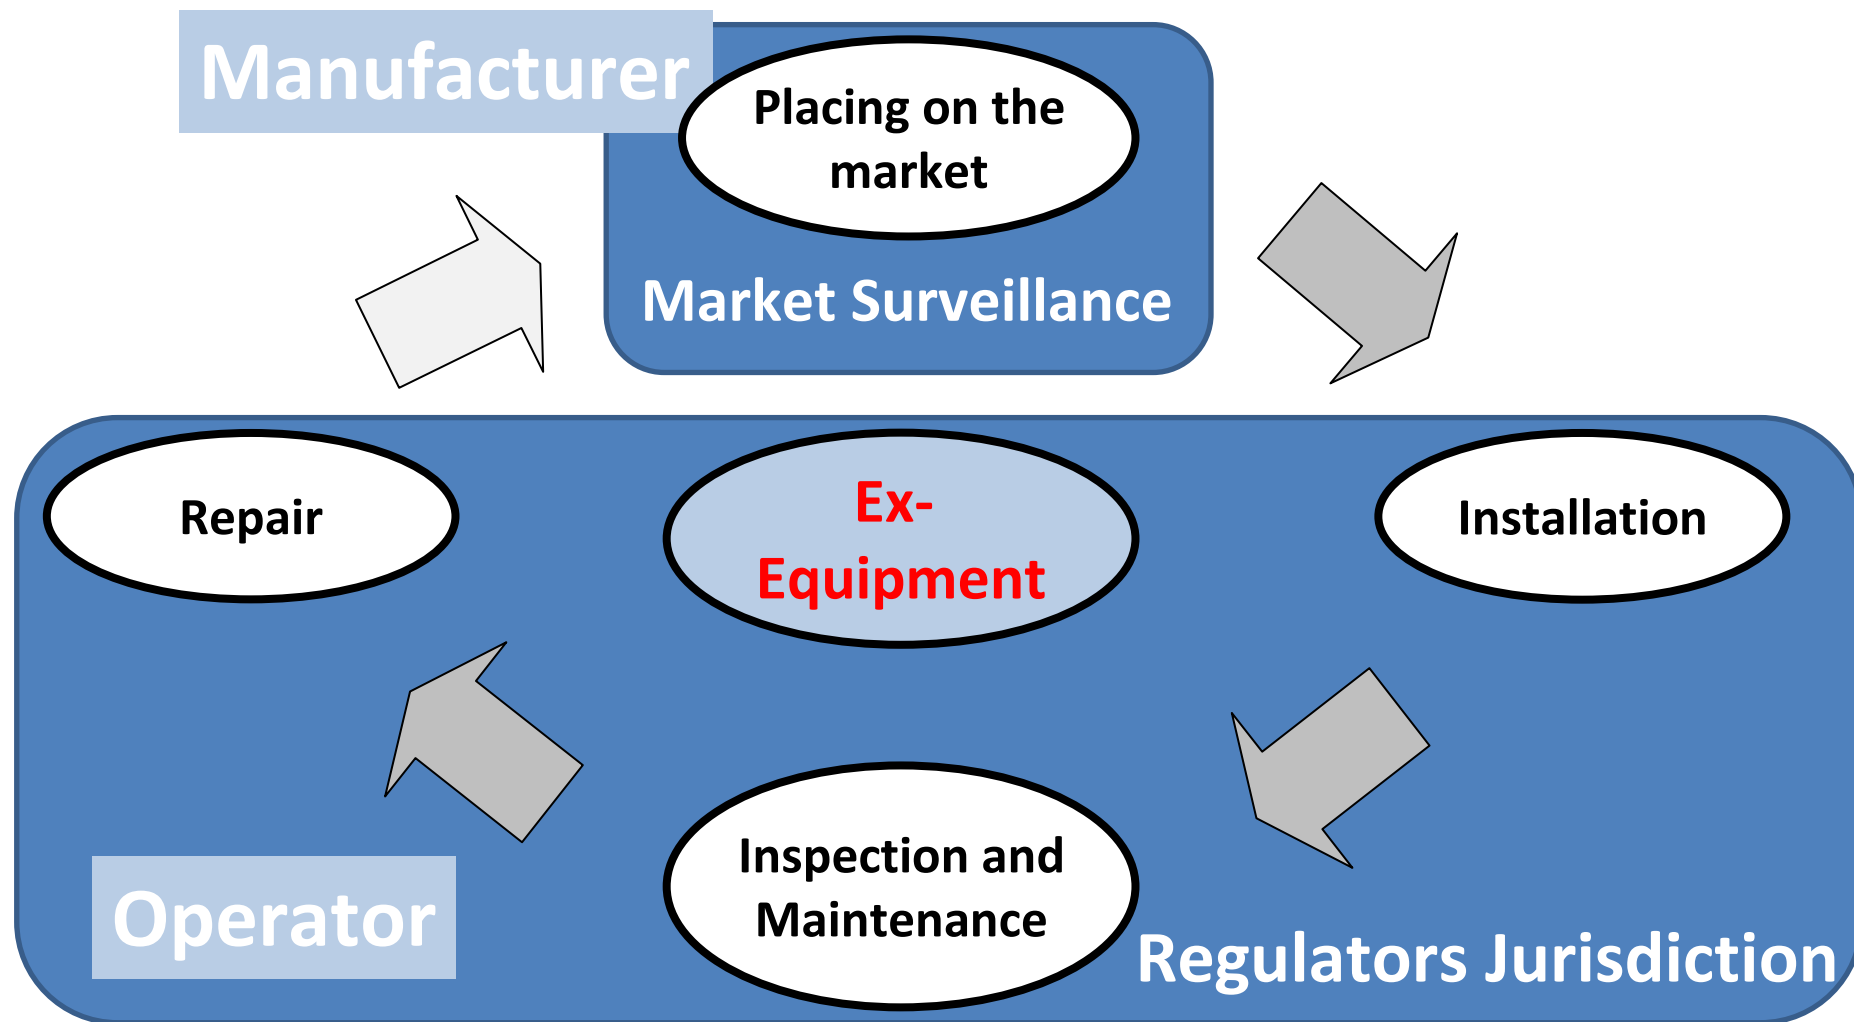 Manufacturer
Placing on the
market
Market Surveillance
Repair
Ex-
Equipment
Installation
Inspection and
Maintenance
Operator
Regulators Jurisdiction